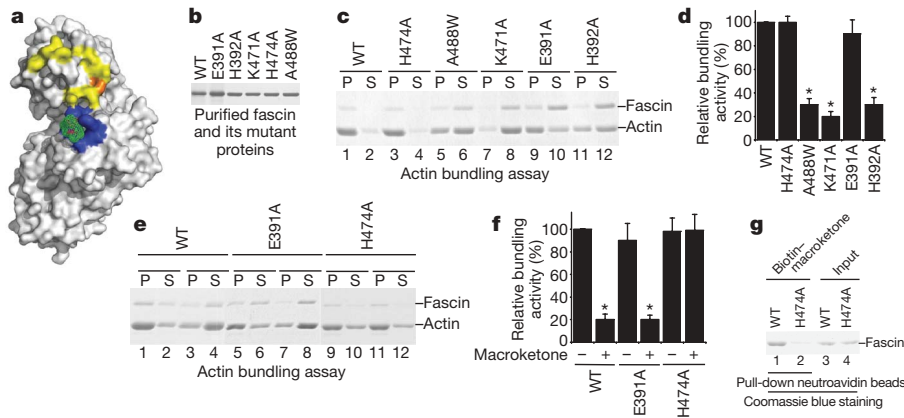 a
b
WT
E391A
H392A
K471A
H474A
A488W
Purified fascin
and its mutant
proteins
c
WT
H474A
A488W
K471A
E391A
H392A
P S P S P S P S P S P S
Fascin
Actin
1 2 3 4 5 6 7 8 9 10 11 12
Actin bundling assay
d
Relative bundling
activity (%)
100
80
60
40
20
0
* * *
WT
H474A
A488W
K471A
E391A
H392A
e
WT
E391A
H474A
P S P S P S P S P S P S
Fascin
Actin
1 2 3 4 5 6 7 8 9 10 11 12
Actin bundling assay
f
Relative bundling
activity (%)
100
80
60
40
20
0
* *
Macroketone – + – + – +
WT
E391A
H474A
g
Biotin–
macroketone
Input
WT
H474A
WT
H474A
Fascin
1 2 3 4
Pull-down neutroavidin beads
Coomassie blue staining